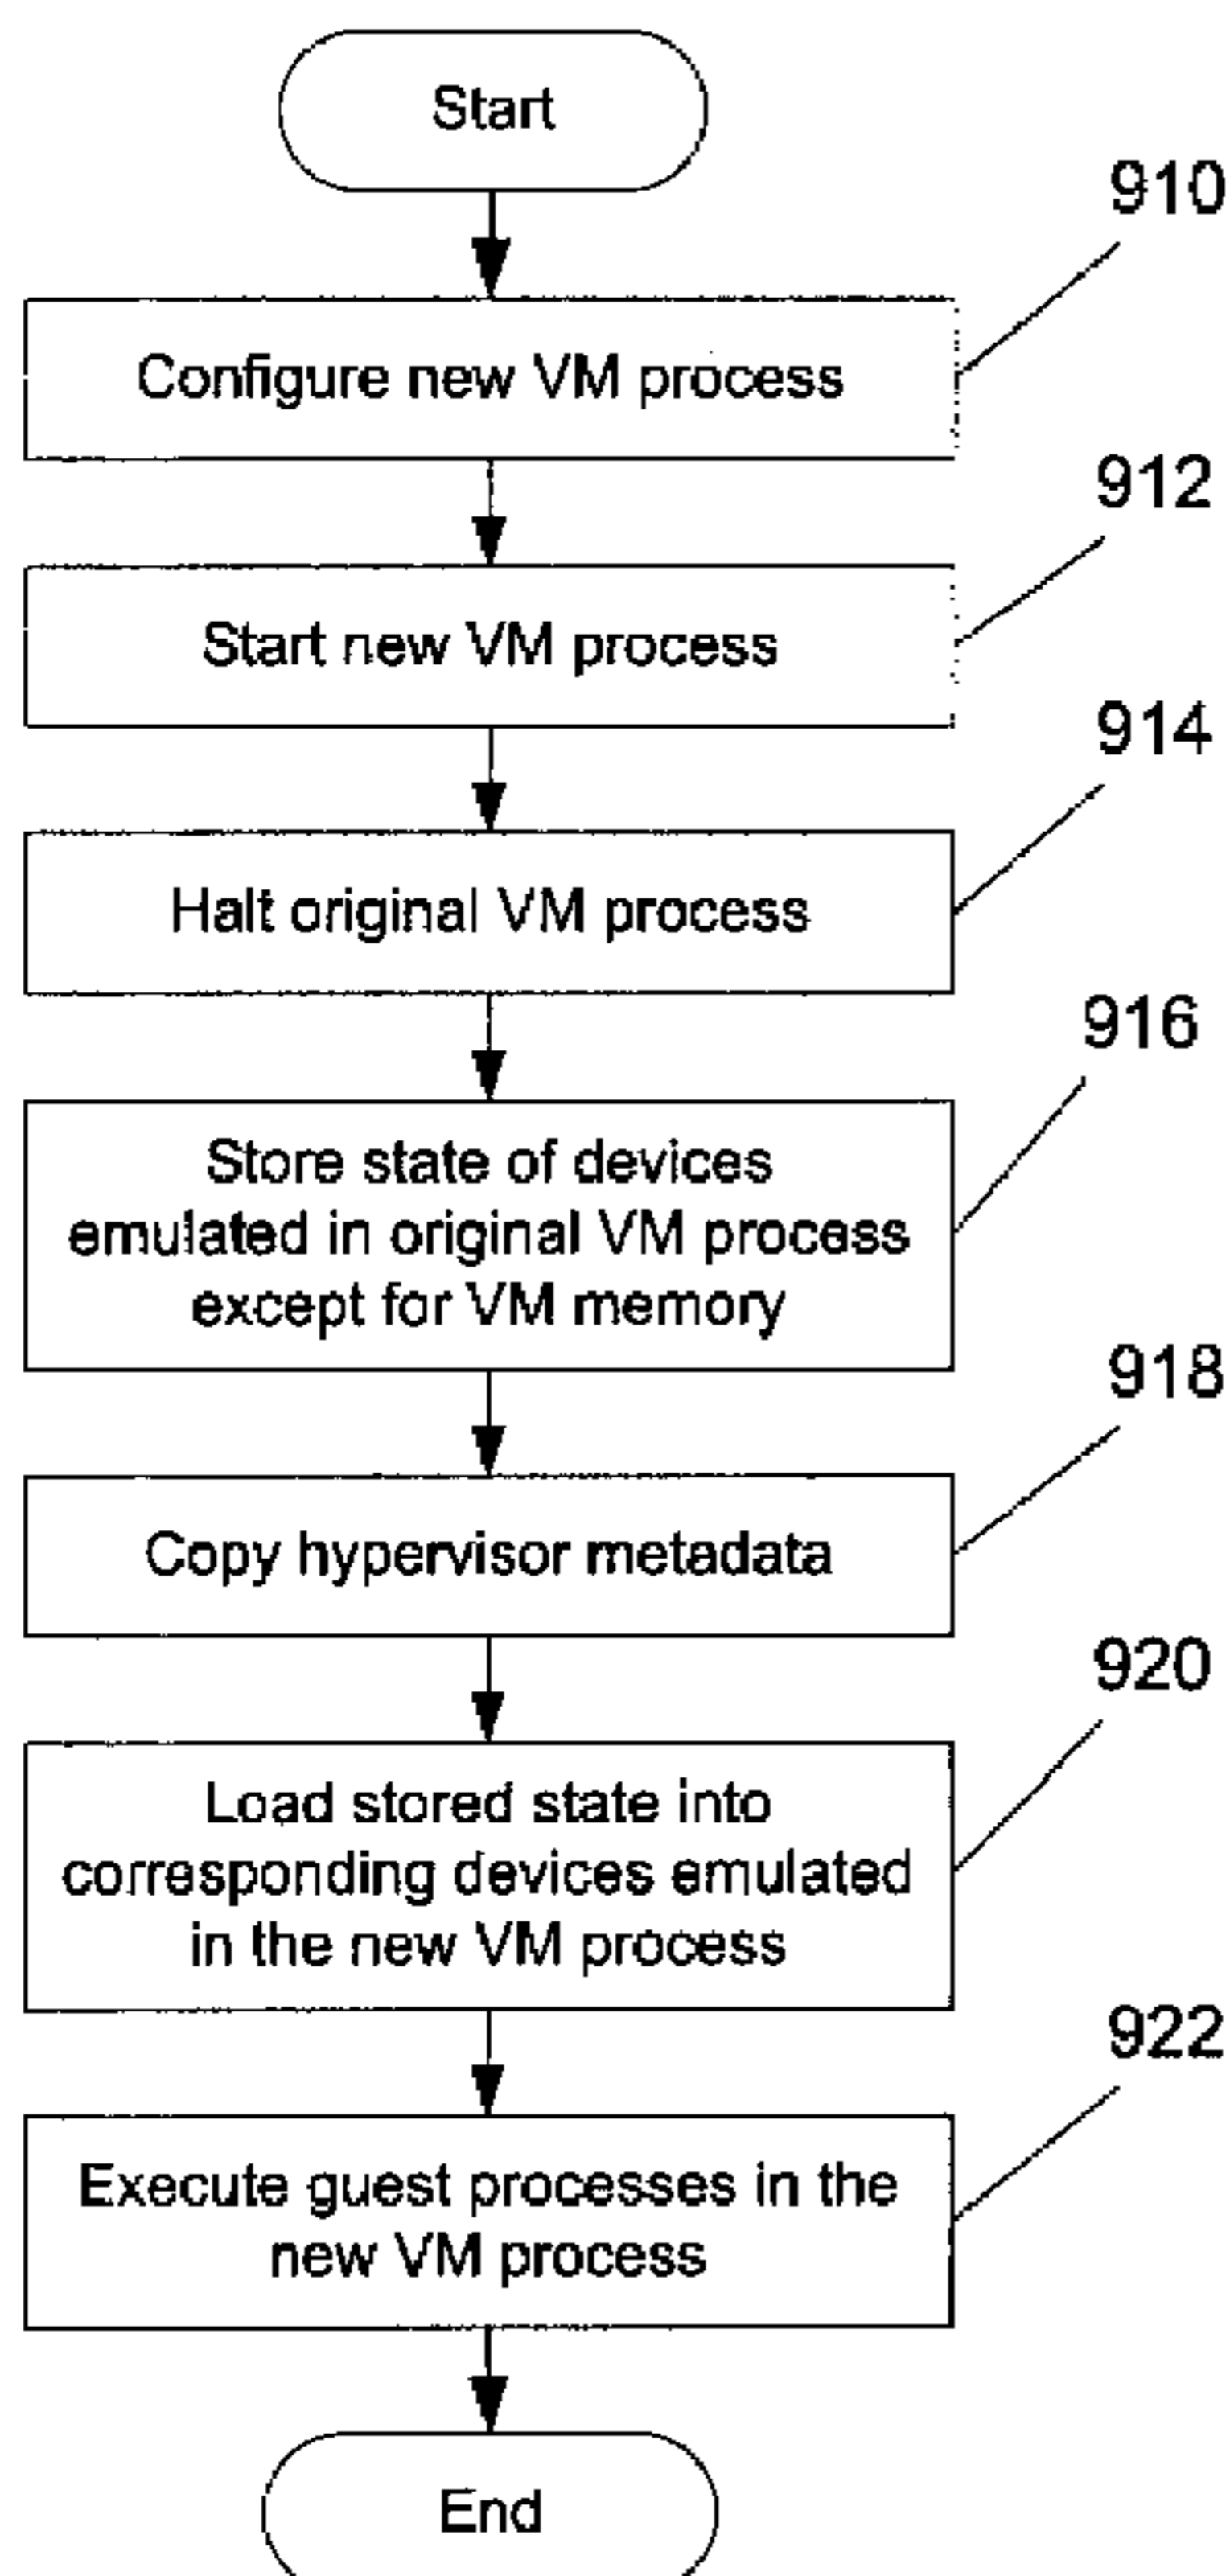 Start
910
Configure new VM process
912
Start new VM process
914
Halt original VM process
916
Store state of devices
emulated in original VM process
except for VM memory
918
Copy hypervisor metadata
920
Load stored state into
corresponding devices emulated
in the new VM process
922
Execute guest processes in the
new VM process
End